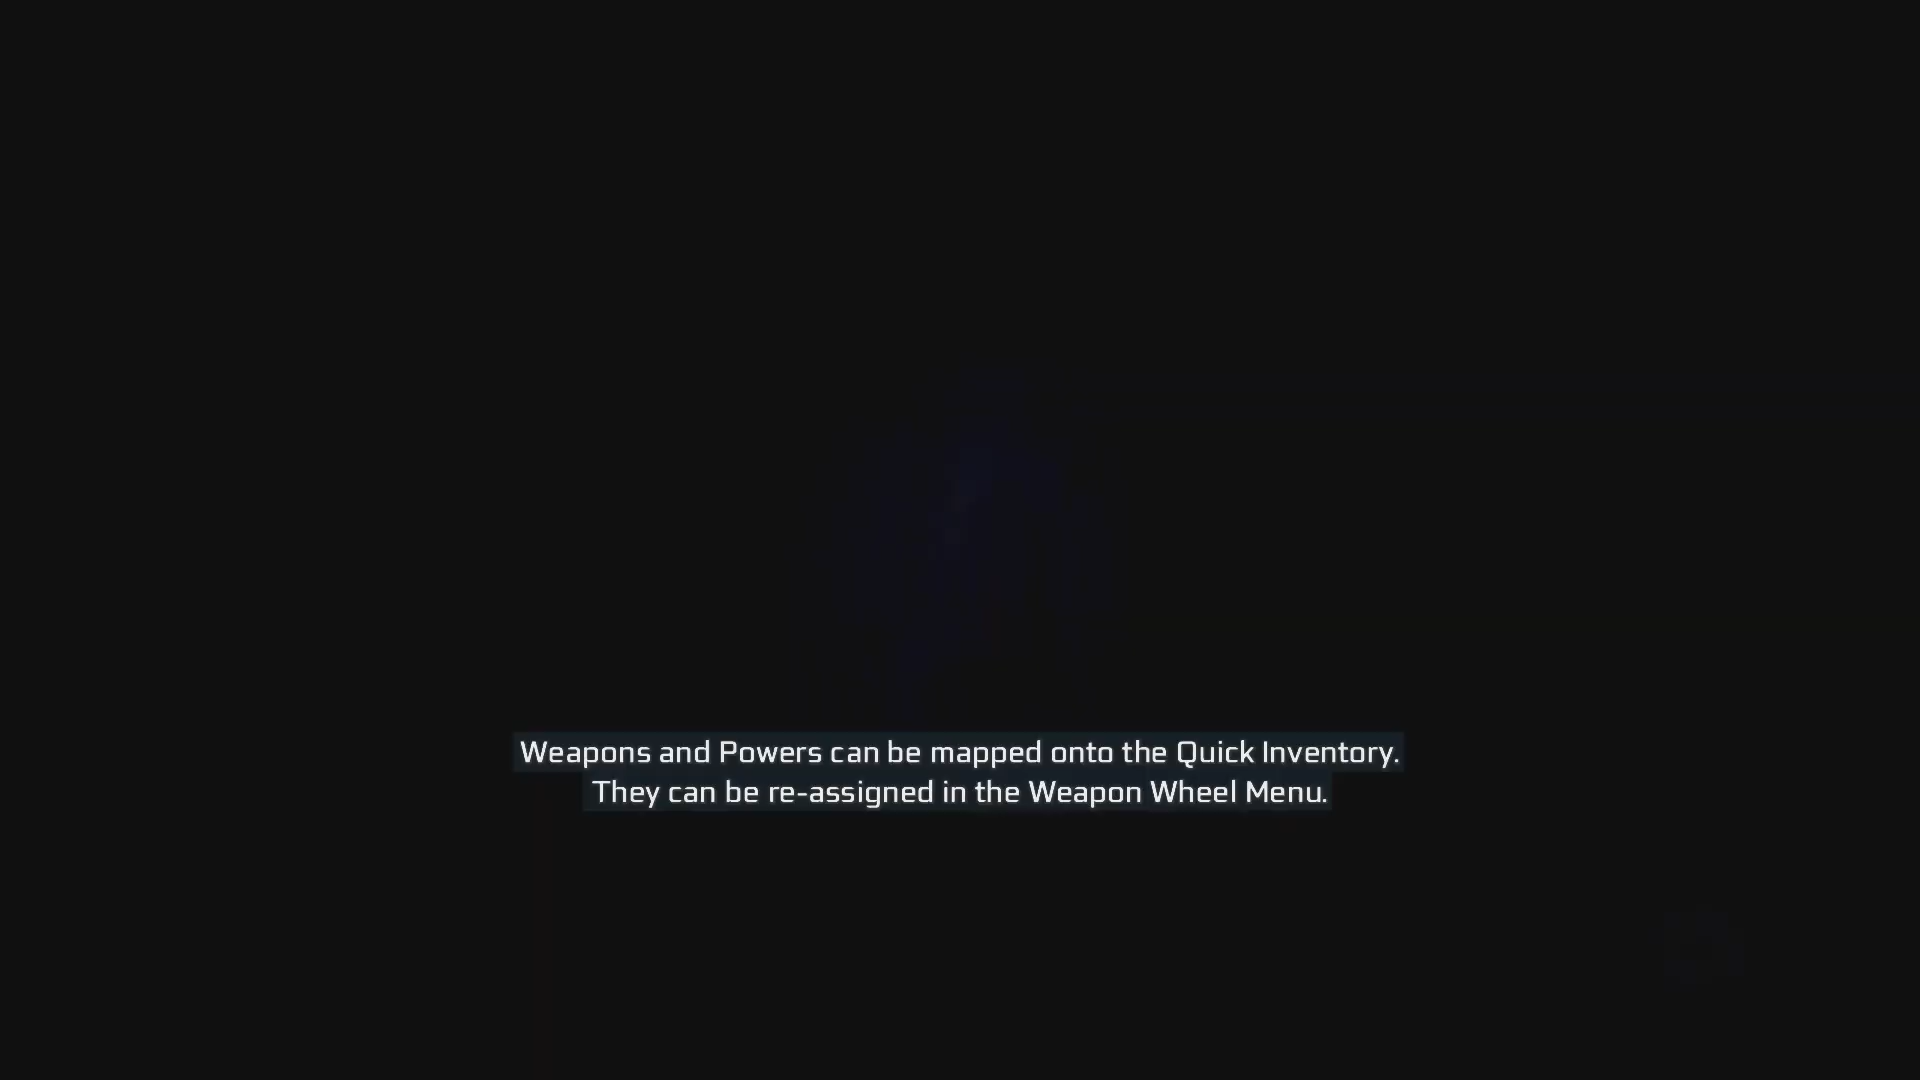 Weapons and Powers can be mapped onto the Quick Inventory.
They can be re-assigned in the Weapon Wheel Menu.